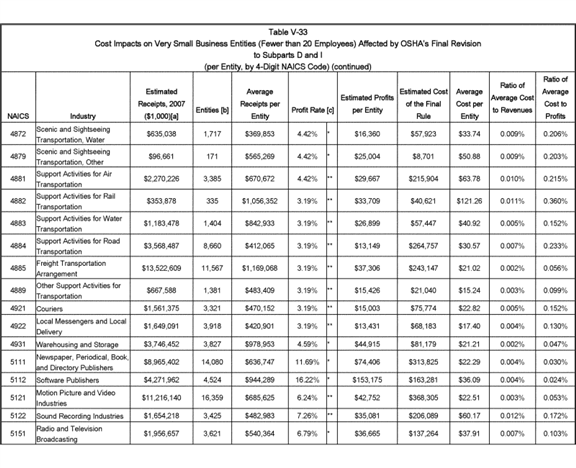 Table V-33
Cost Impacts on Very Small Business Entities (Fewer than 20 Employees) Affected by OSHA's Final Revision
to Subparts D and I
(per Entity, by 4-Digit NAICS Code) (continued)
NAICS Industry Estimated Receipts, 2007 ($1,000)[a] Entities [b] Average Receipts per Entity Profit Rate [c] Estimated Profits per Entity Estimated Cost of the Final Rule Average Cost per Entity Ratio of Average Cost to Revenues Ratio of Average Cost to Profits
4872 Scenic and Sightseeing Transportation, Water $635,038 1,717 $369,853 4.42% * $16,360 $57,923 $33.74 0.009% 0.206%
4879 Scenic and Sightseeing Transportation, Other $96,661 171 $565,269 4.42% * $25,004 $8,701 $50.88 0.009% 0.203%
4881 Support Activities for Air Transportation $2,270,226 3,385 $670,672 4.42% ** $29,667 $215,904 $63.78 0.010% 0.215%
4882 Support Activities for Rail Transportation $353,878 335 $1,056,352 3.19% ** $33,709 $40,621 $121.26 0.011% 0.360%
4883 Support Activities for Water Transportation $1,183,478 1,404 $842,933 3.19% ** $26,899 $57,447 $40.92 0.005% 0.152%
4884 Support Activities for Road Transportation $3,568,487 8,660 $412,065 3.19% ** $13,149 $264,757 $30.57 0.007% 0.233%
4885 Freight Transportation Arrangement $13,522,609 11,567 $1,169,068 3.19% ** $37,306 $243,147 $21.02 0.002% 0.056%
4889 Other Support Activities for Transportation $667,588 1,381 $483,409 3.19% ** $15,426 $21,040 $15.24 0.003% 0.099%
4921 Couriers $1,561,375 3,321 $470,152 3.19% * $15,003 $75,774 $22.82 0.005% 0.152%
4922 Local Messengers and Local Delivery $1,649,091 3,918 $420,901 3.19% * $13,431 $68,183 $17.40 0.004% 0.130%
4931 Warehousing and Storage $3,746,452 3,827 $978,953 4.59% * $44,915 $81,179 $21.21 0.002% 0.047%
5111 Newspaper, Periodical, Book, and Directory Publishers $8,965,402 14,080 $636,747 11.69% * $74,406 $313,825 $22.29 0.004% 0.030%
5112 Software Publishers $4,271,962 4,524 $944,289 16.22% * $153,175 $163,281 $36.09 0.004% 0.024%
5121 Motion Picture and Video Industries $11,216,140 16,359 $685,625 6.24% ** $42,752 $368,305 $22.51 0.003% 0.053%
5122 Sound Recording Industries $1,654,218 3,425 $482,983 7.26% ** $35,081 $206,089 $60.17 0.012% 0.172%
5151 Radio and Television Broadcasting $1,956,657 3,621 $540,364 6.79% * $36,665 $137,264 $37.91 0.007% 0.103%